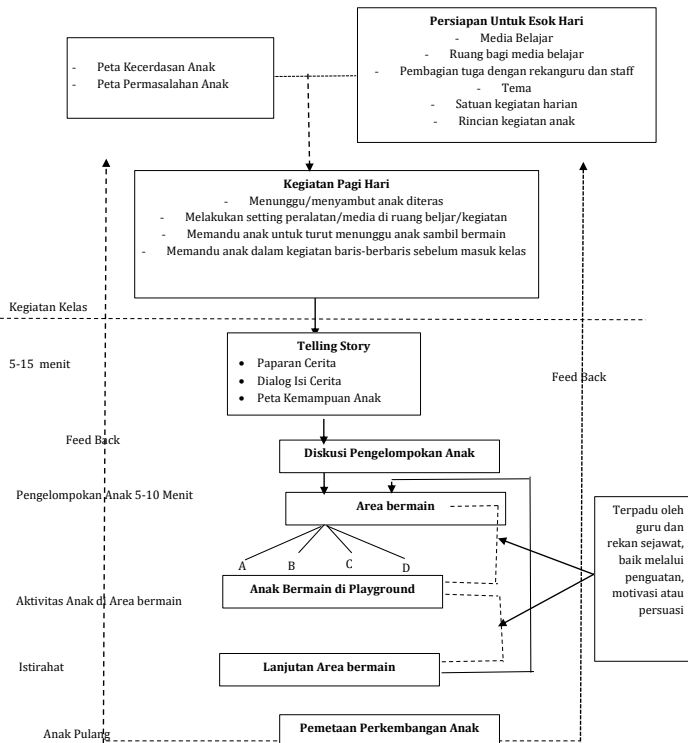 Persiapan Untuk Esok Hari
- Media Belajar
- Ruang bagi media belajar
- Pembagian tuga dengan rekanguru dan staff
- Tema
- Satuan kegiatan harian
- Rincian kegiatan anak
- Peta Kecerdasan Anak
- Peta Permasalahan Anak
Kegiatan Pagi Hari
- Menunggu/menyambut anak diteras
- Melakukan setting peralatan/media di ruang beljar/kegiatan
- Memandu anak untuk turut menunggu anak sambil bermain
- Memandu anak dalam kegiatan baris-berbaris sebelum masuk kelas
Kegiatan Kelas
Telling Story
• Paparan Cerita
• Dialog Isi Cerita
• Peta Kemampuan Anak
5-15 menit
Feed Back
Feed Back
Diskusi Pengelompokan Anak
Pengelompokan Anak 5-10 Menit
Area bermain
A B C D
Terpadu oleh
guru dan
rekan sejawat,
baik melalui
penguatan,
motivasi atau
persuasi
Anak Bermain di Playground
Aktivitas Anak di Area bermain
Istirahat
Lanjutan Area bermain
Anak Pulang
Pemetaan Perkembangan Anak